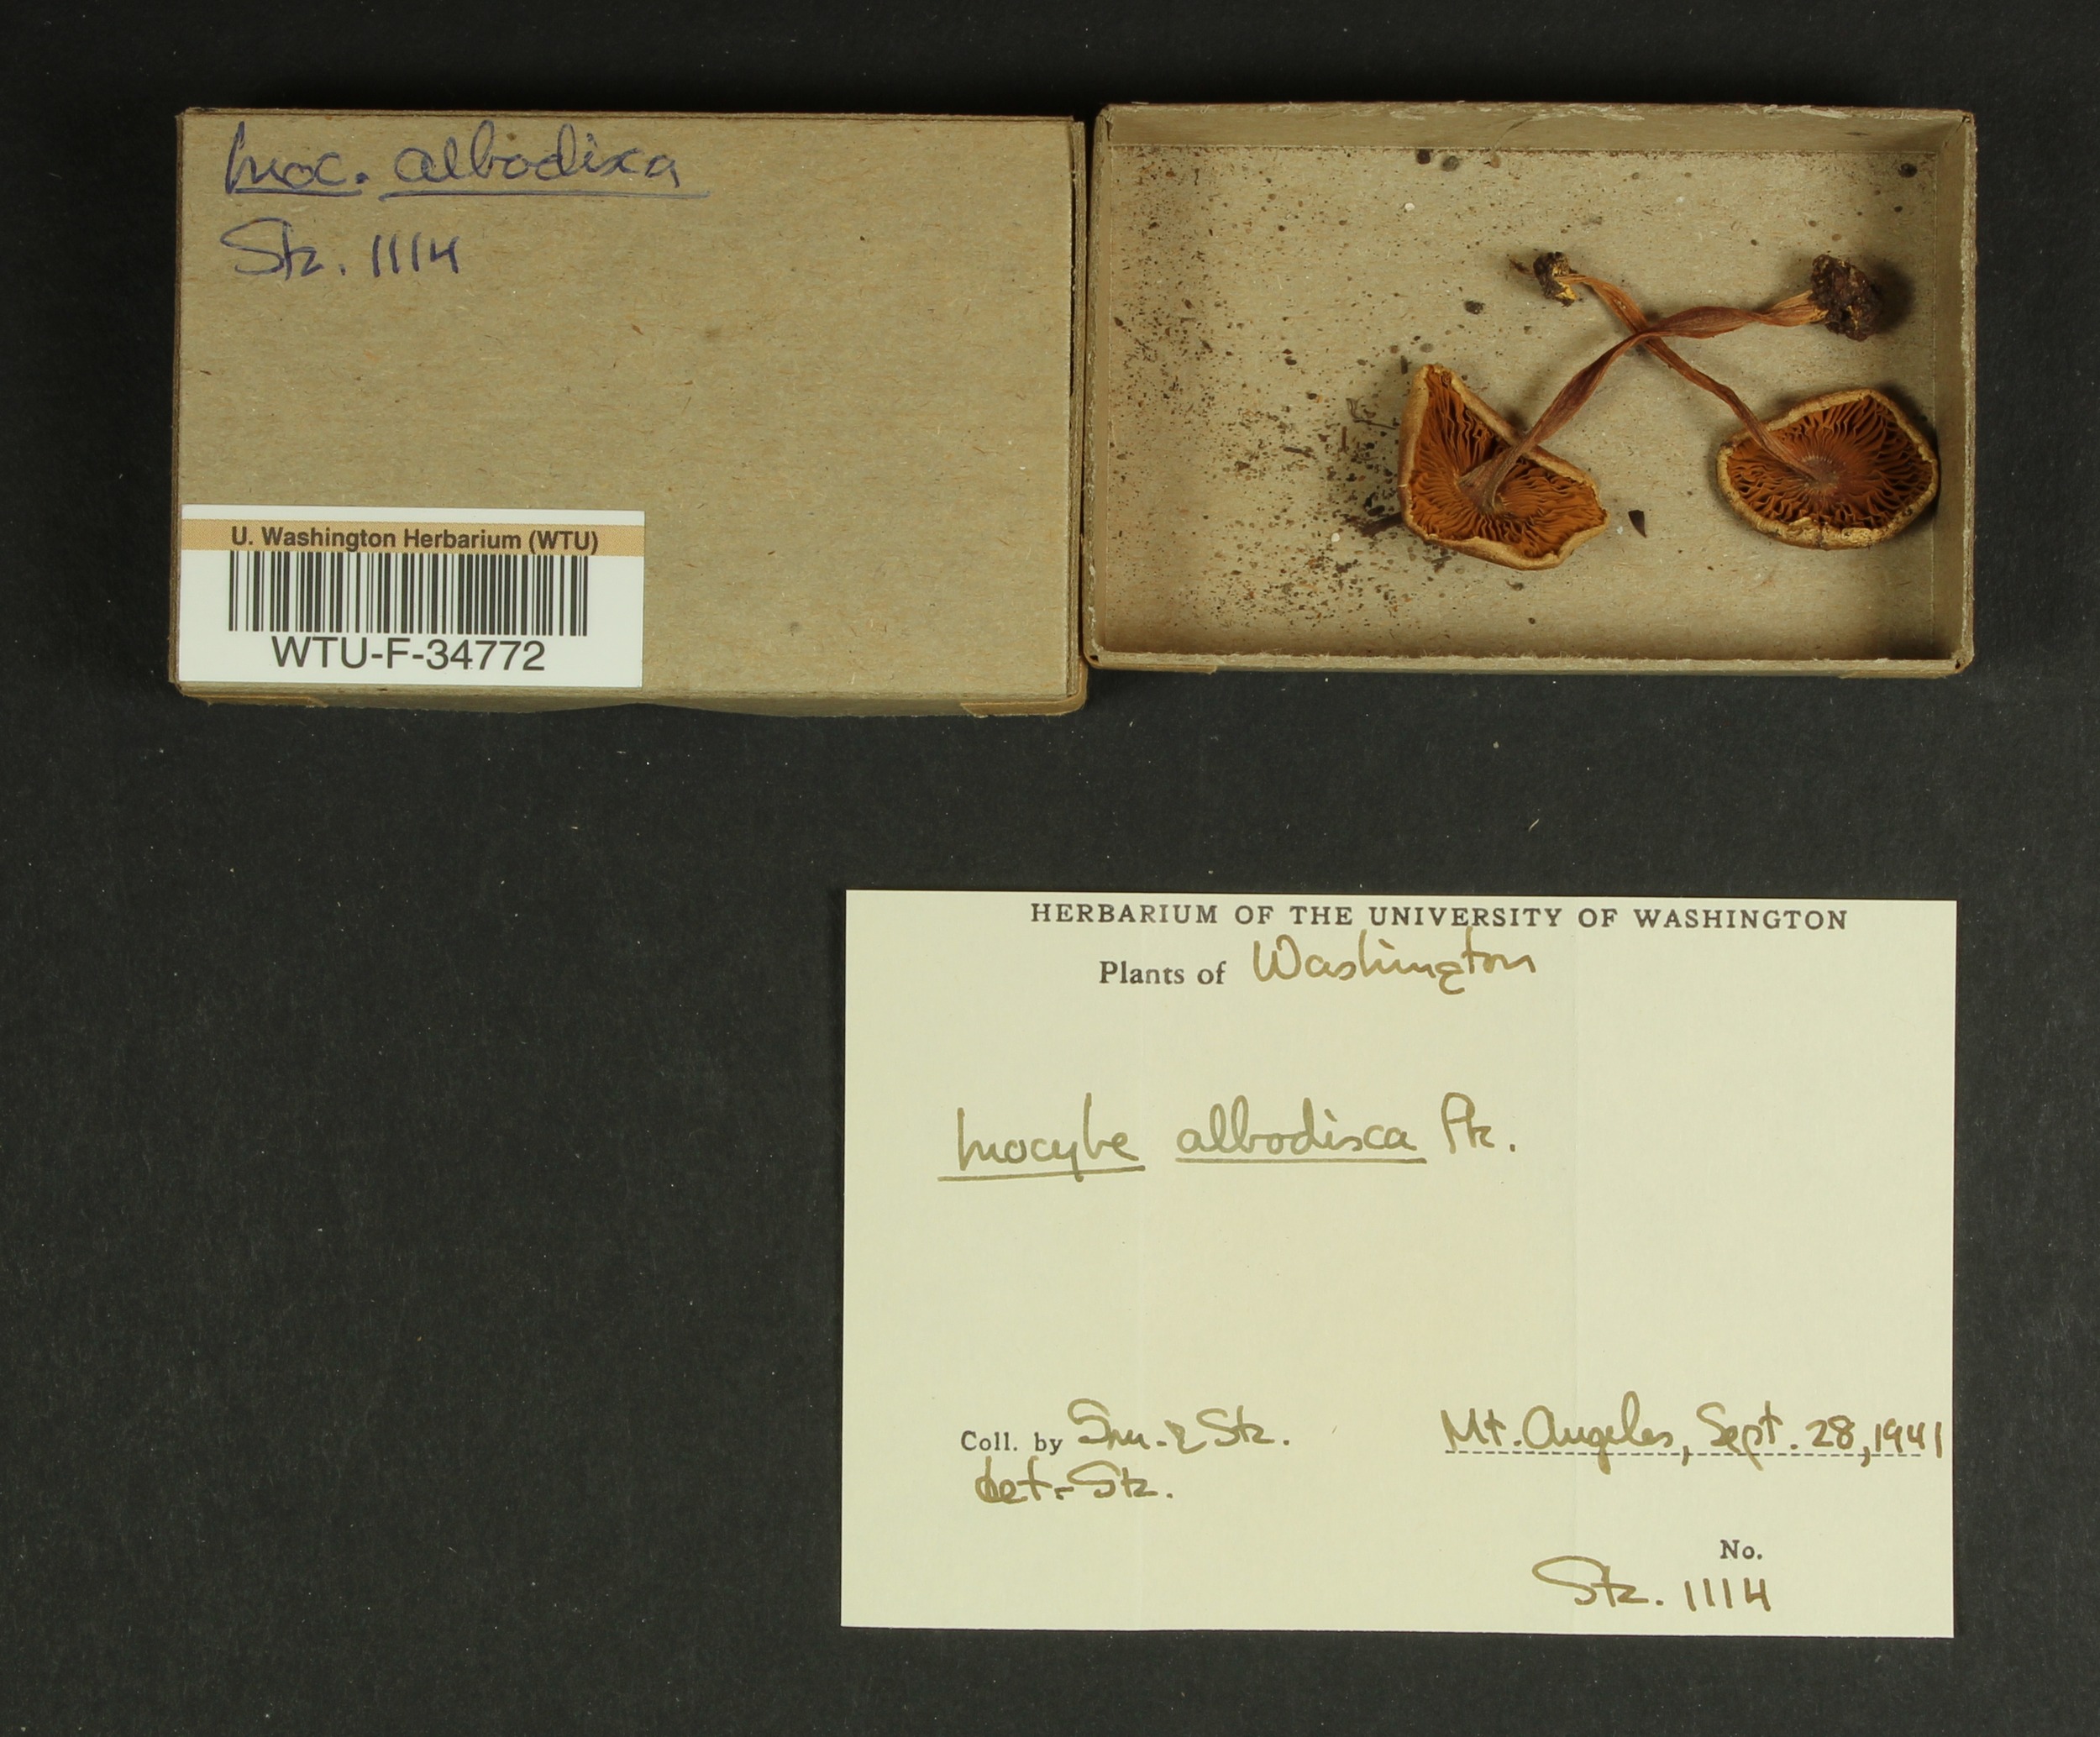 Inoc. albodisca
Stz. 1114
U. Washington Herbarium (WTU)
WTU-F-34772
HERBARIUM OF THE UNIVERSITY OF WASHINGTON
Plants of Washington
Inocybe albodisca Pk.
Coll. by Sm. & Stz. Mt. Angeles, Sept. 28, 1941
det. - Stz.
No.
Stz. 1114